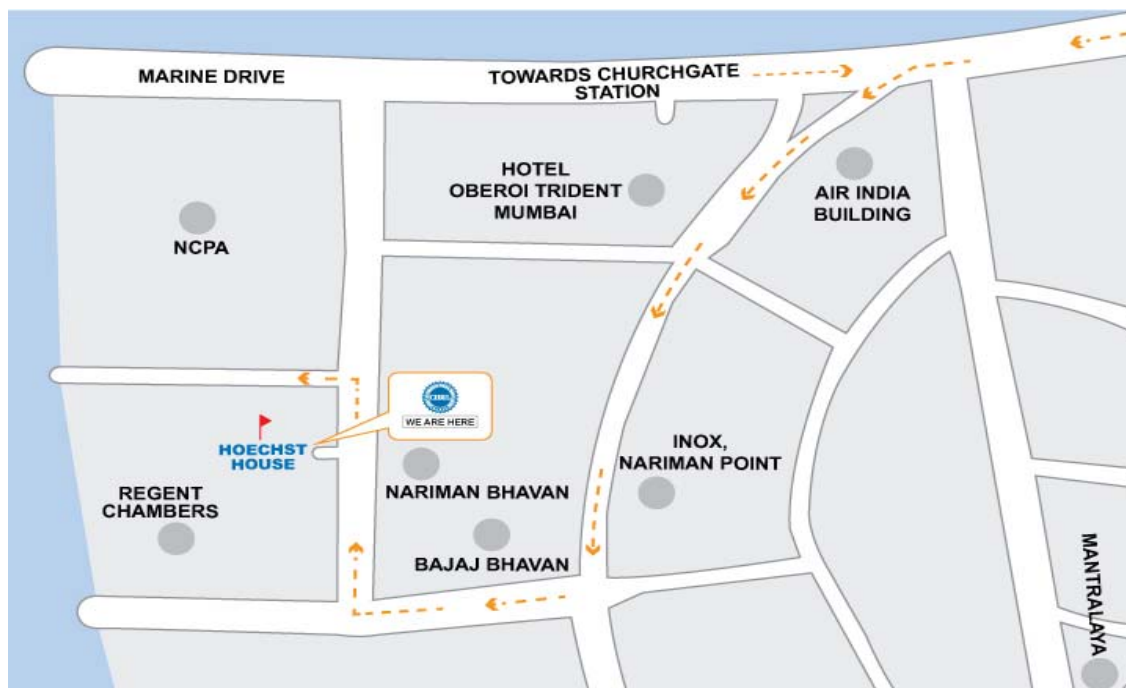 MARINE DRIVE
TOWARDS CHURCHGATE
STATION
HOTEL
OBEROI TRIDENT
MUMBAI
AIR INDIA
BUILDING
NCPA
WE ARE HERE
HOECHST
HOUSE
INOX,
NARIMAN POINT
REGENT
CHAMBERS
NARIMAN BHAVAN
BAJAJ BHAVAN
MANTRALAYA